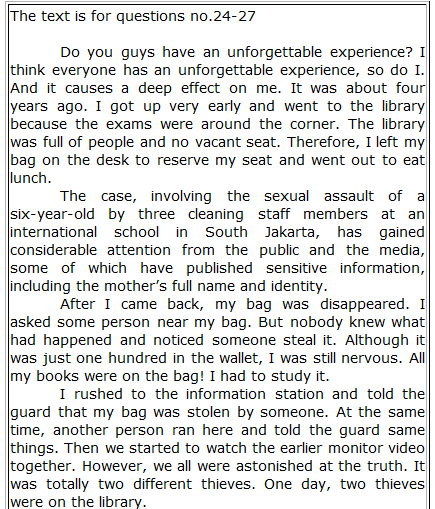 The text is for questions no.24-27
Do you guys have an unforgettable experience? I
think everyone has an unforgettable experience, so do I.
And it causes a deep effect on me. It was about four
years ago. I got up very early and went to the library
because the exams were around the corner. The library
was full of people and no vacant seat. Therefore, I left my
bag on the desk to reserve my seat and went out to eat
lunch.
The case, involving the sexual assault of a
six-year-old by three cleaning staff members at an
international school in South Jakarta, has gained
considerable attention from the public and the media,
some of which have published sensitive information,
including the mother's full name and identity.
After I came back, my bag was disappeared. I
asked some person near my bag. But nobody knew what
had happened and noticed someone steal it. Although it
was just one hundred in the wallet, I was still nervous. All
my books were on the bag! I had to study it.
I rushed to the information station and told the
guard that my bag was stolen by someone. At the same
time, another person ran here and told the guard same
things. Then we started to watch the earlier monitor video
together. However, we all were astonished at the truth. It
was totally two different thieves. One day, two thieves
were on the library.